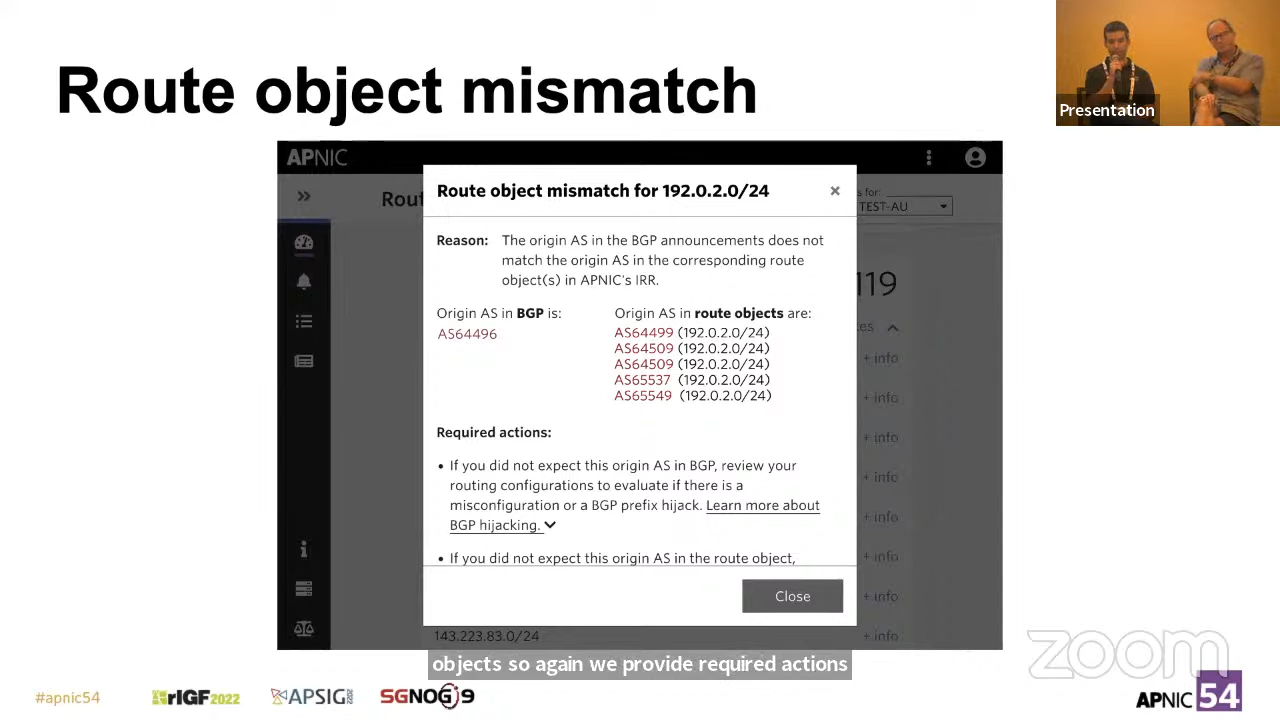 Route object mismatch
Presentation
APNIC
Rout
s for:
TEST-AU
Route object mismatch for 192.0.2.0/24
×
Reason: The origin AS in the BGP announcements does not
match the origin AS in the corresponding route
object(s) in APNIC's IRR.
119
Origin AS in BGP is:
AS64496
Origin AS in route objects are:
AS64499 (192.0.2.0/24)
AS64509 (192.0.2.0/24)
AS64509 (192.0.2.0/24)
AS65537 (192.0.2.0/24)
AS65549 (192.0.2.0/24)
es
+ info
+ info
+ info
+ info
+ info
+ info
+ info
+ info
Required actions:
• If you did not expect this origin AS in BGP, review your
routing configurations to evaluate if there is a
misconfiguration or a BGP prefix hijack. Learn more about
BGP hijacking.
• If you did not expect this origin AS in the route object,
Close
143.223.83.0/24
objects so again we provide required actions
zoom
#apnic54
rIGF2022
APSIG
SGNOG9
APNIC 54